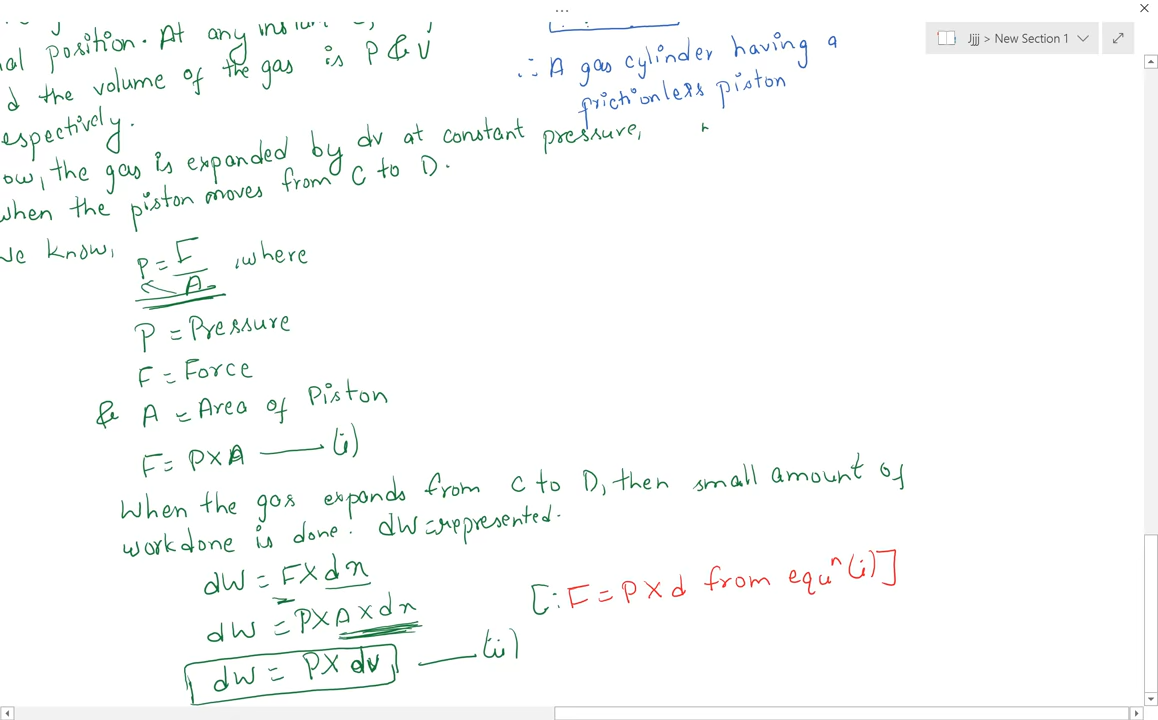 nal position. At any instant
∴ A gas cylinder having a
frictionless piston
d the volume of the gas is P & V
espectively.
ow, the gas is expanded by dv at constant pressure,
when the piston moves from C to D.
we know,
P = F/A , where
P = Pressure
F = Force
& A = Area of Piston
F = P×A —— (i)
When the gas expands from C to D, then small amount of
workdone is done. dW = represented.
dW = F×dx
dW = P×A×dx
[∵ F = P×d from equⁿ (i)]
dW = P×dv —— (ii)
Jjjj > New Section 1